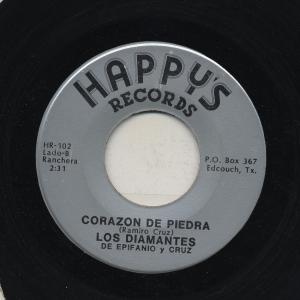 HAPPY'S
RECORDS
HR-102
Lado-B
Ranchera
2:31
P.O. Box 367
Edcouch, Tx.
CORAZON DE PIEDRA
(Ramiro Cruz)
LOS DIAMANTES
DE EPIFANIO y CRUZ